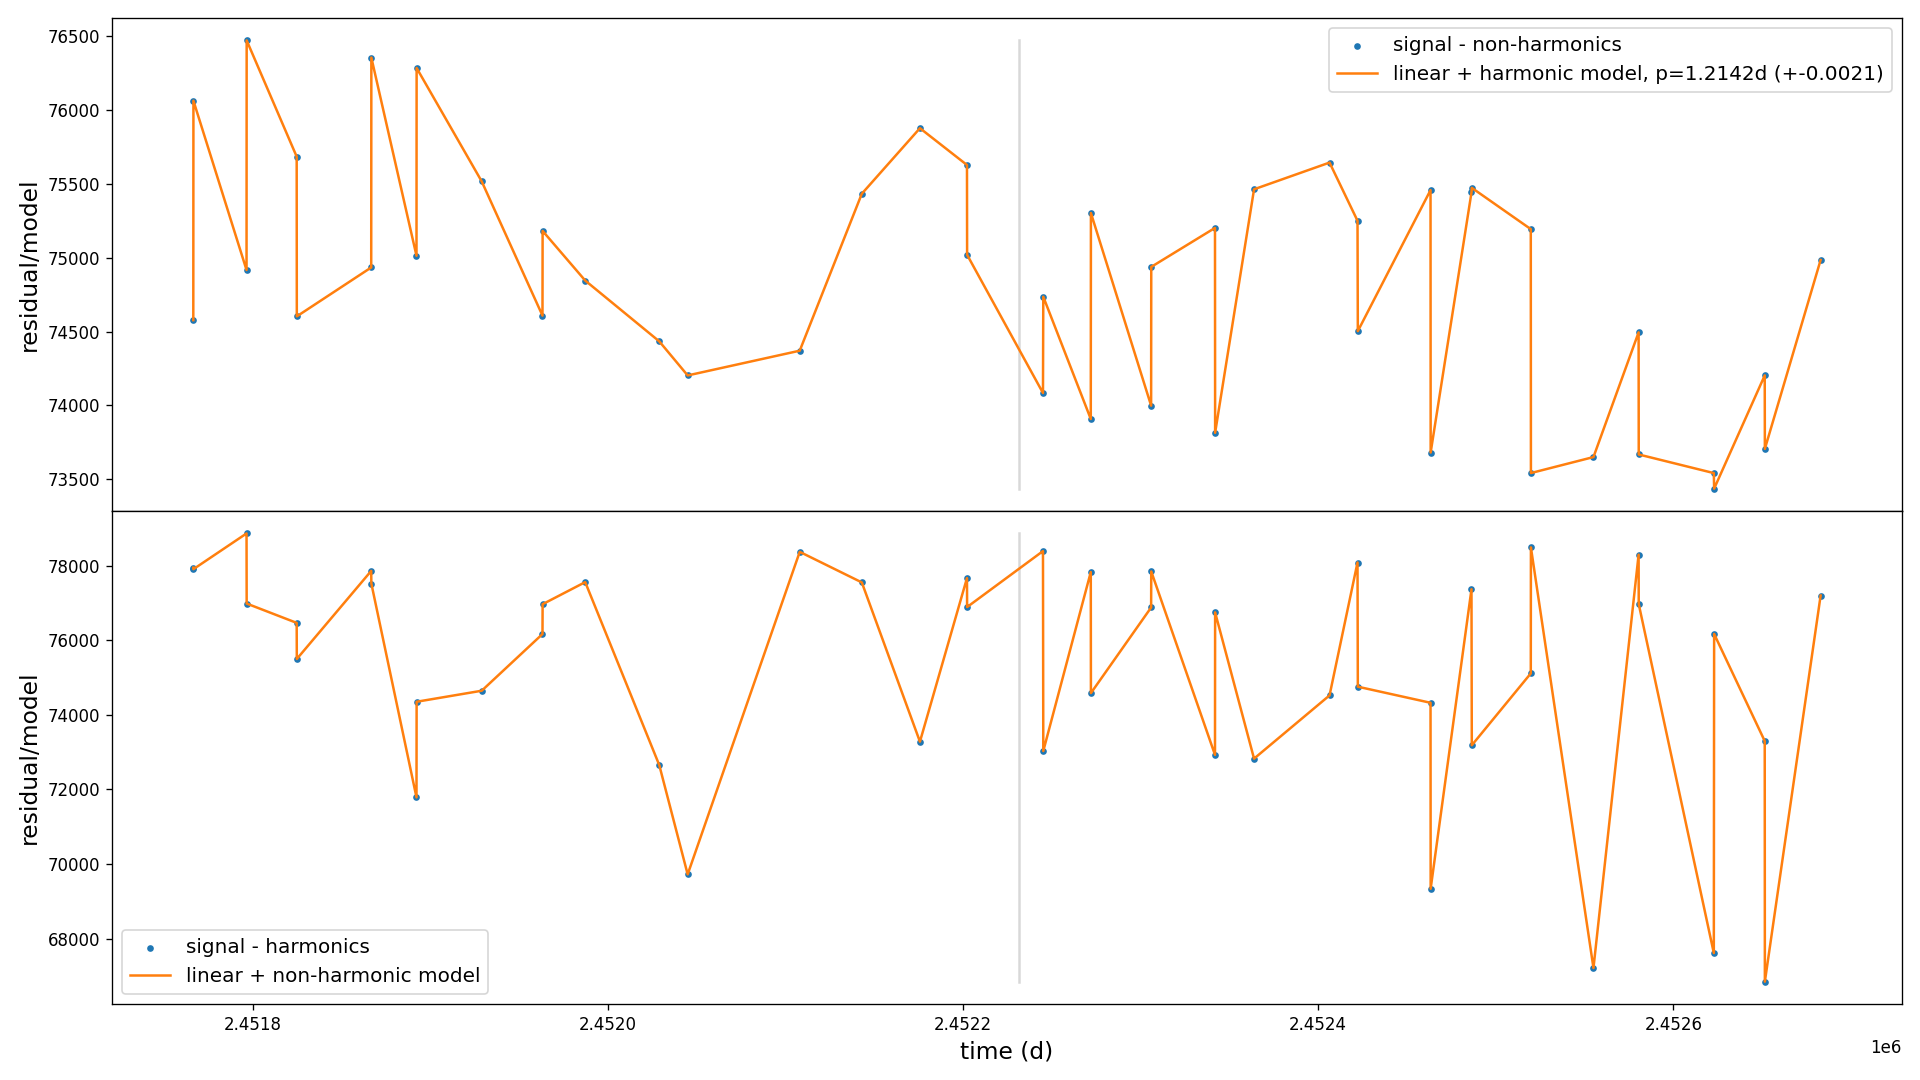 76500
76000
75500
75000
74500
74000
73500
residual/model
signal - non-harmonics
linear + harmonic model, p=1.2142d (+-0.0021)
78000
76000
74000
72000
70000
68000
residual/model
signal - harmonics
linear + non-harmonic model
2.4518 2.4520 2.4522 2.4524 2.4526
time (d)
1e6